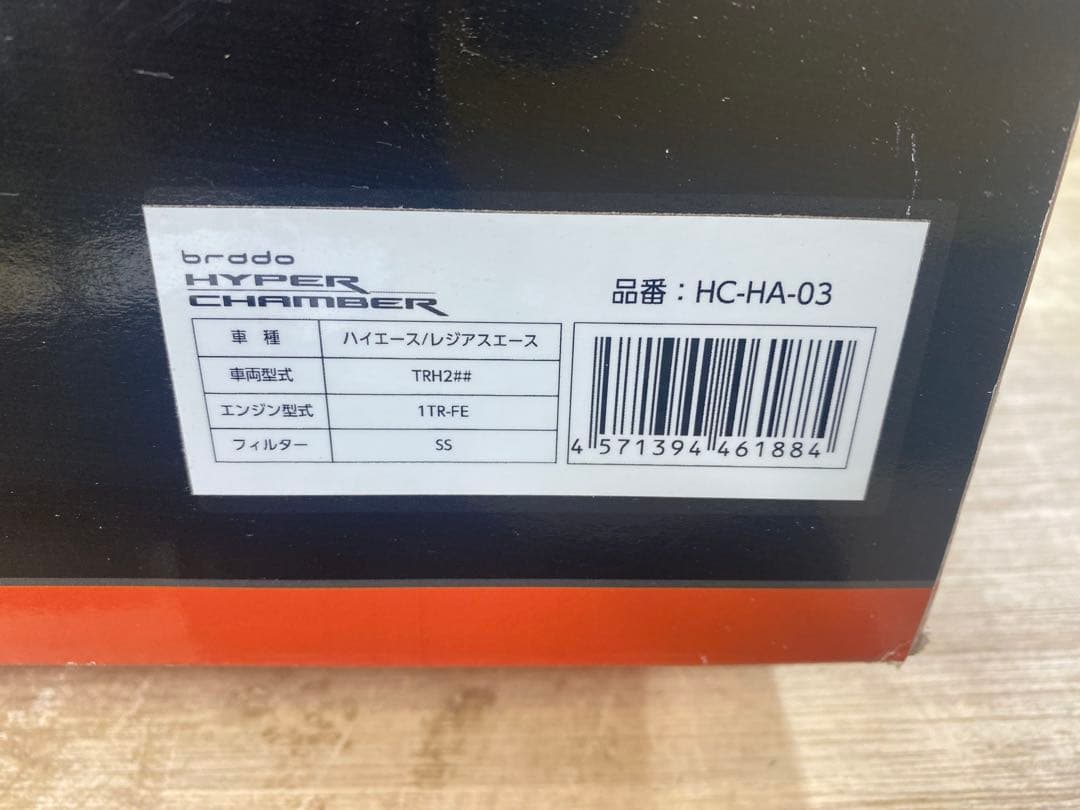 brddo
HYPER
CHAMBER
品番：HC-HA-03
車 種 ハイエース/レジアスエース
車両型式 TRH2##
エンジン型式 1TR-FE
フィルター SS
4 571394 461884